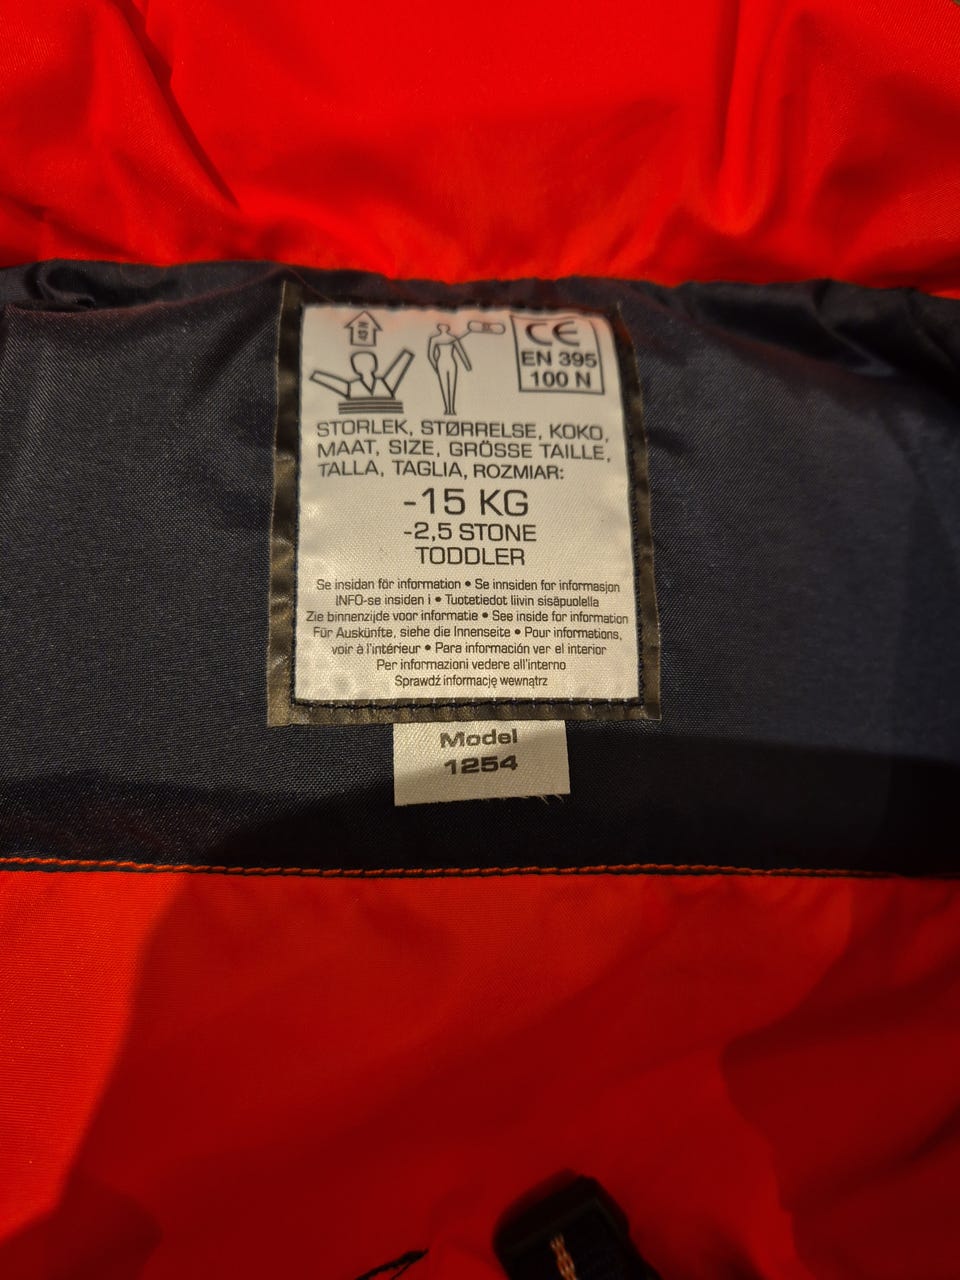 43 N
CE
EN 395
100 N
STORLEK, STØRRELSE, KOKO,
MAAT, SIZE, GRÖSSE TAILLE,
TALLA, TAGLIA, ROZMIAR:
-15 KG
-2,5 STONE
TODDLER
Se insidan för information • Se innsiden for informasjon
INFO-se insiden i • Tuotetiedot liivin sisäpuolella
Zie binnenzijde voor informatie • See inside for information
Für Auskünfte, siehe die Innenseite • Pour informations,
voir à l'intérieur • Para información ver el interior
Per informazioni vedere all'interno
Sprawdź informację wewnątrz
Model
1254